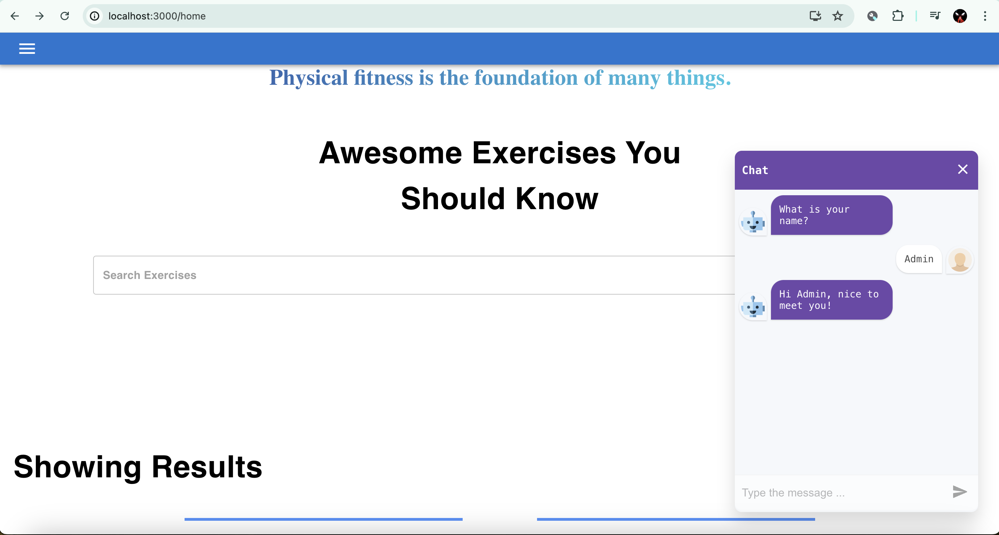 localhost:3000/home
Physical fitness is the foundation of many things.
Awesome Exercises You
Should Know
Search Exercises
Showing Results
Chat
What is your
name?
Admin
Hi Admin, nice to
meet you!
Type the message ...